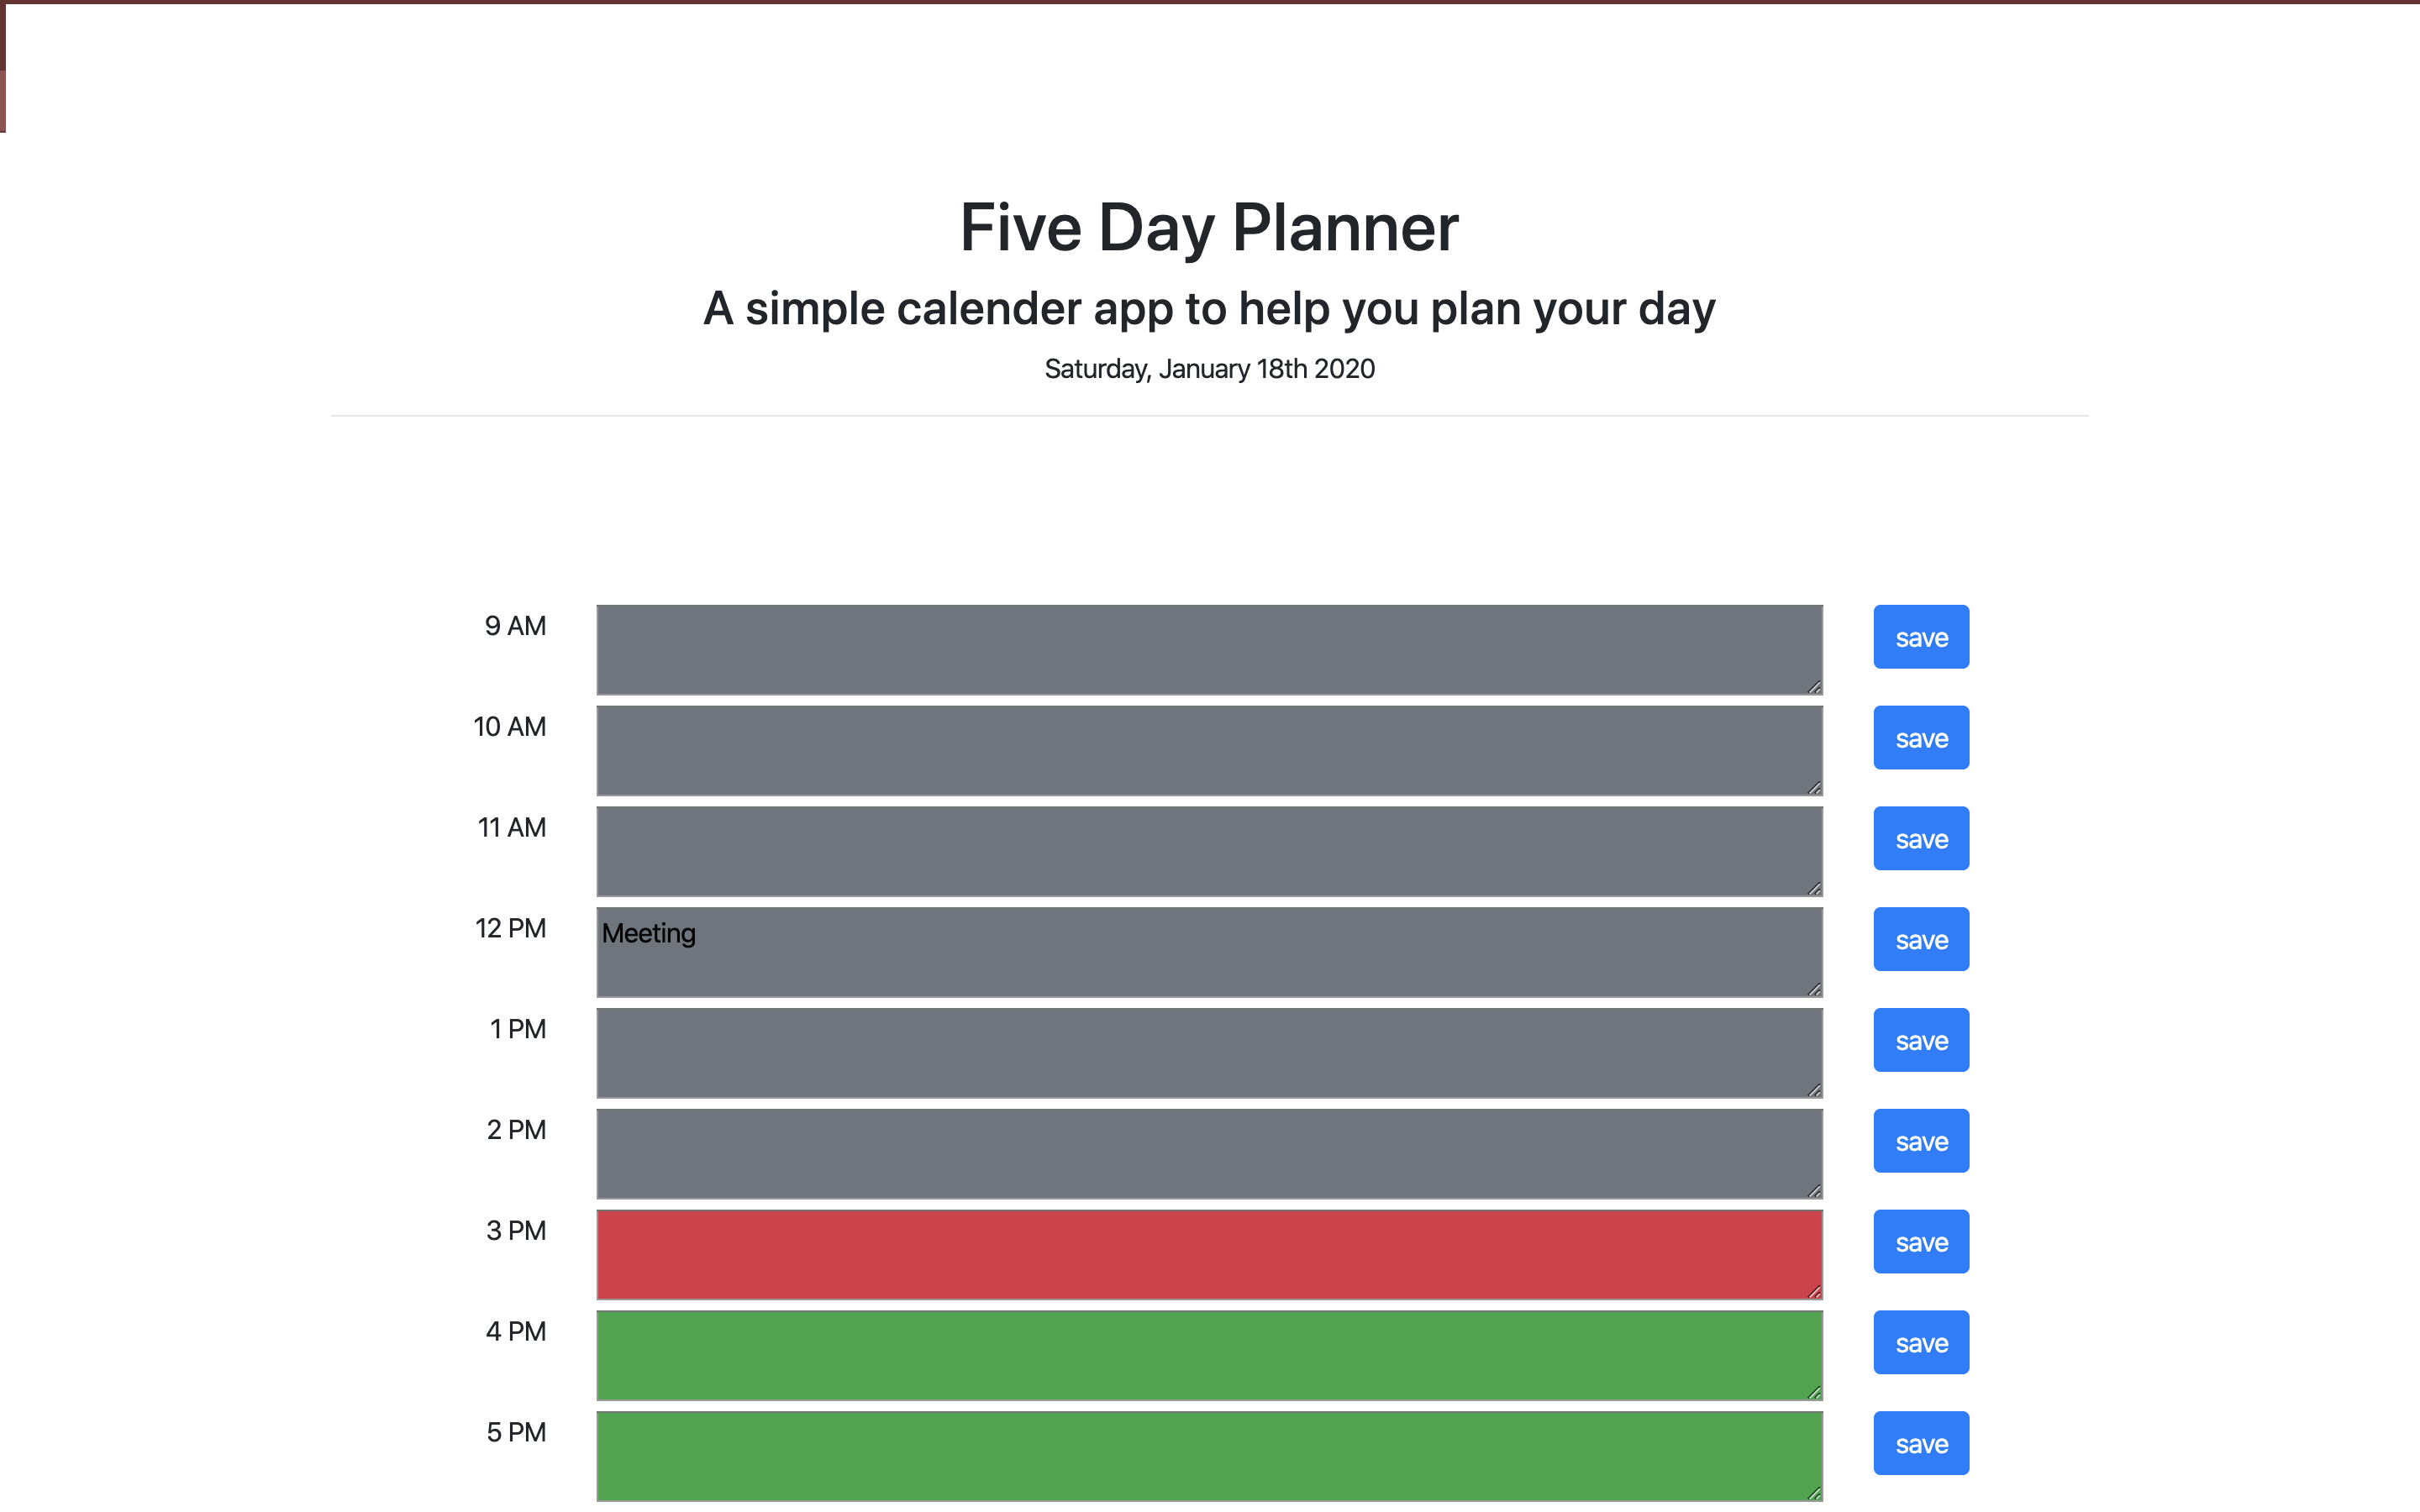 Five Day Planner
A simple calender app to help you plan your day
Saturday, January 18th 2020
9 AM save
10 AM save
11 AM save
12 PM Meeting save
1 PM save
2 PM save
3 PM save
4 PM save
5 PM save